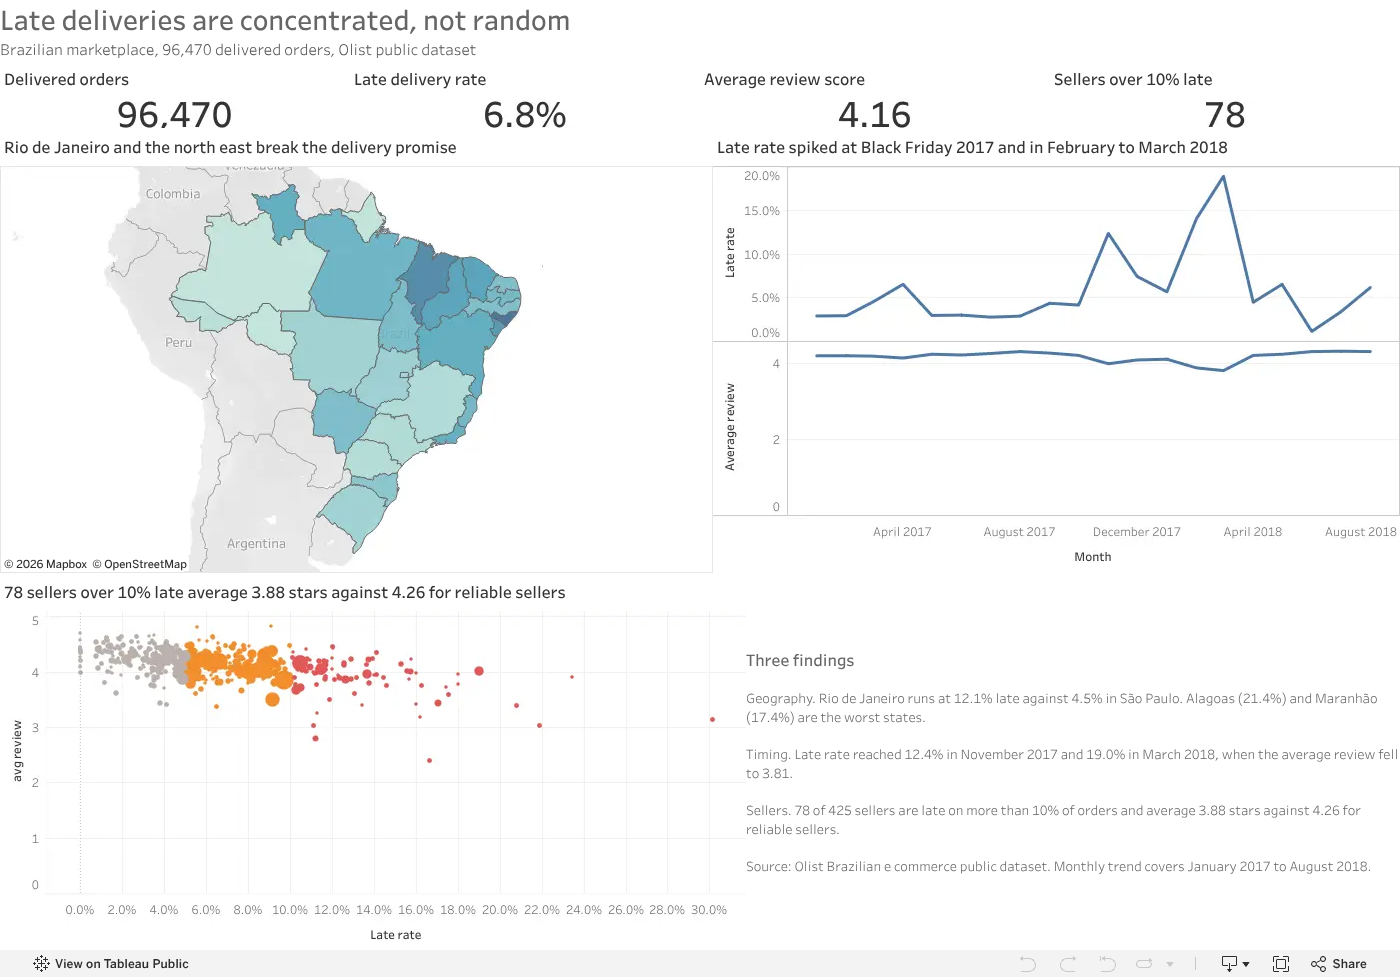 Late deliveries are concentrated, not random
Brazilian marketplace, 96,470 delivered orders, Olist public dataset
Delivered orders
96,470
Late delivery rate
6.8%
Average review score
4.16
Sellers over 10% late
78
Rio de Janeiro and the north east break the delivery promise
Venezuela
Colombia
Brazil
Peru
Argentina
© 2026 Mapbox © OpenStreetMap
Late rate spiked at Black Friday 2017 and in February to March 2018
Late rate
20.0%
15.0%
10.0%
5.0%
0.0%
Average review
4
2
0
April 2017
August 2017
December 2017
April 2018
August 2018
Month
78 sellers over 10% late average 3.88 stars against 4.26 for reliable sellers
avg review
5
4
3
2
1
0
0.0% 2.0% 4.0% 6.0% 8.0% 10.0% 12.0% 14.0% 16.0% 18.0% 20.0% 22.0% 24.0% 26.0% 28.0% 30.0%
Late rate
Three findings
Geography. Rio de Janeiro runs at 12.1% late against 4.5% in São Paulo. Alagoas (21.4%) and Maranhão
(17.4%) are the worst states.
Timing. Late rate reached 12.4% in November 2017 and 19.0% in March 2018, when the average review fell
to 3.81.
Sellers. 78 of 425 sellers are late on more than 10% of orders and average 3.88 stars against 4.26 for
reliable sellers.
Source: Olist Brazilian e commerce public dataset. Monthly trend covers January 2017 to August 2018.
View on Tableau Public
Share